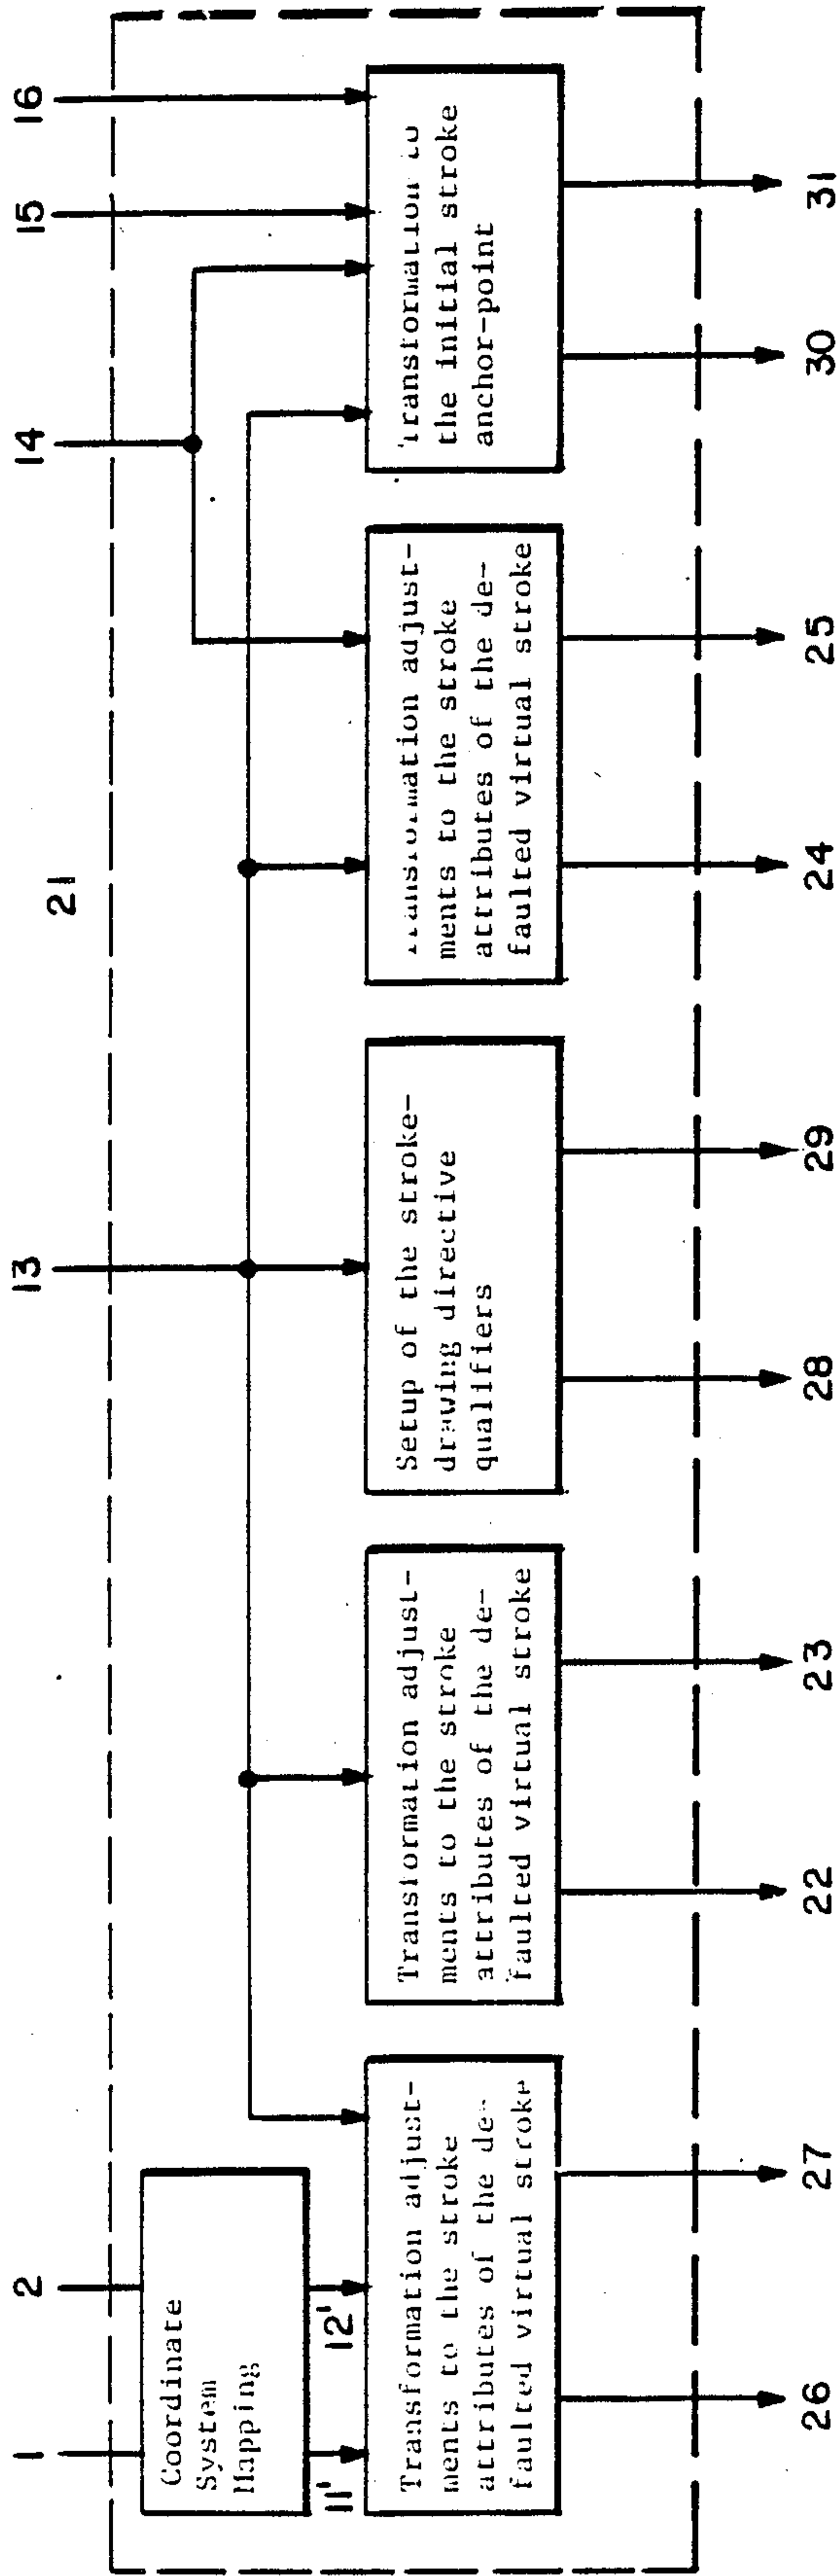 1
2
13
14
15
16
21
Coordinate
System
Mapping
11'
12'
Transformation adjust-
ments to the stroke
attributes of the de-
faulted virtual stroke
Transformation adjust-
ments to the stroke
attributes of the de-
faulted virtual stroke
Setup of the stroke-
drawing directive
qualifiers
Transformation adjust-
ments to the stroke
attributes of the de-
faulted virtual stroke
Transformation to
the initial stroke
anchor-point
26
27
22
23
28
29
24
25
30
31